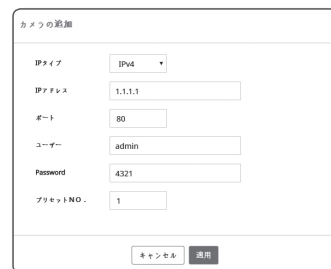 カメラの追加
IPタイプ IPv4
IPアドレス 1.1.1.1
ポート 80
ユーザー admin
Password 4321
プリセットNO. 1
キャンセル 適用